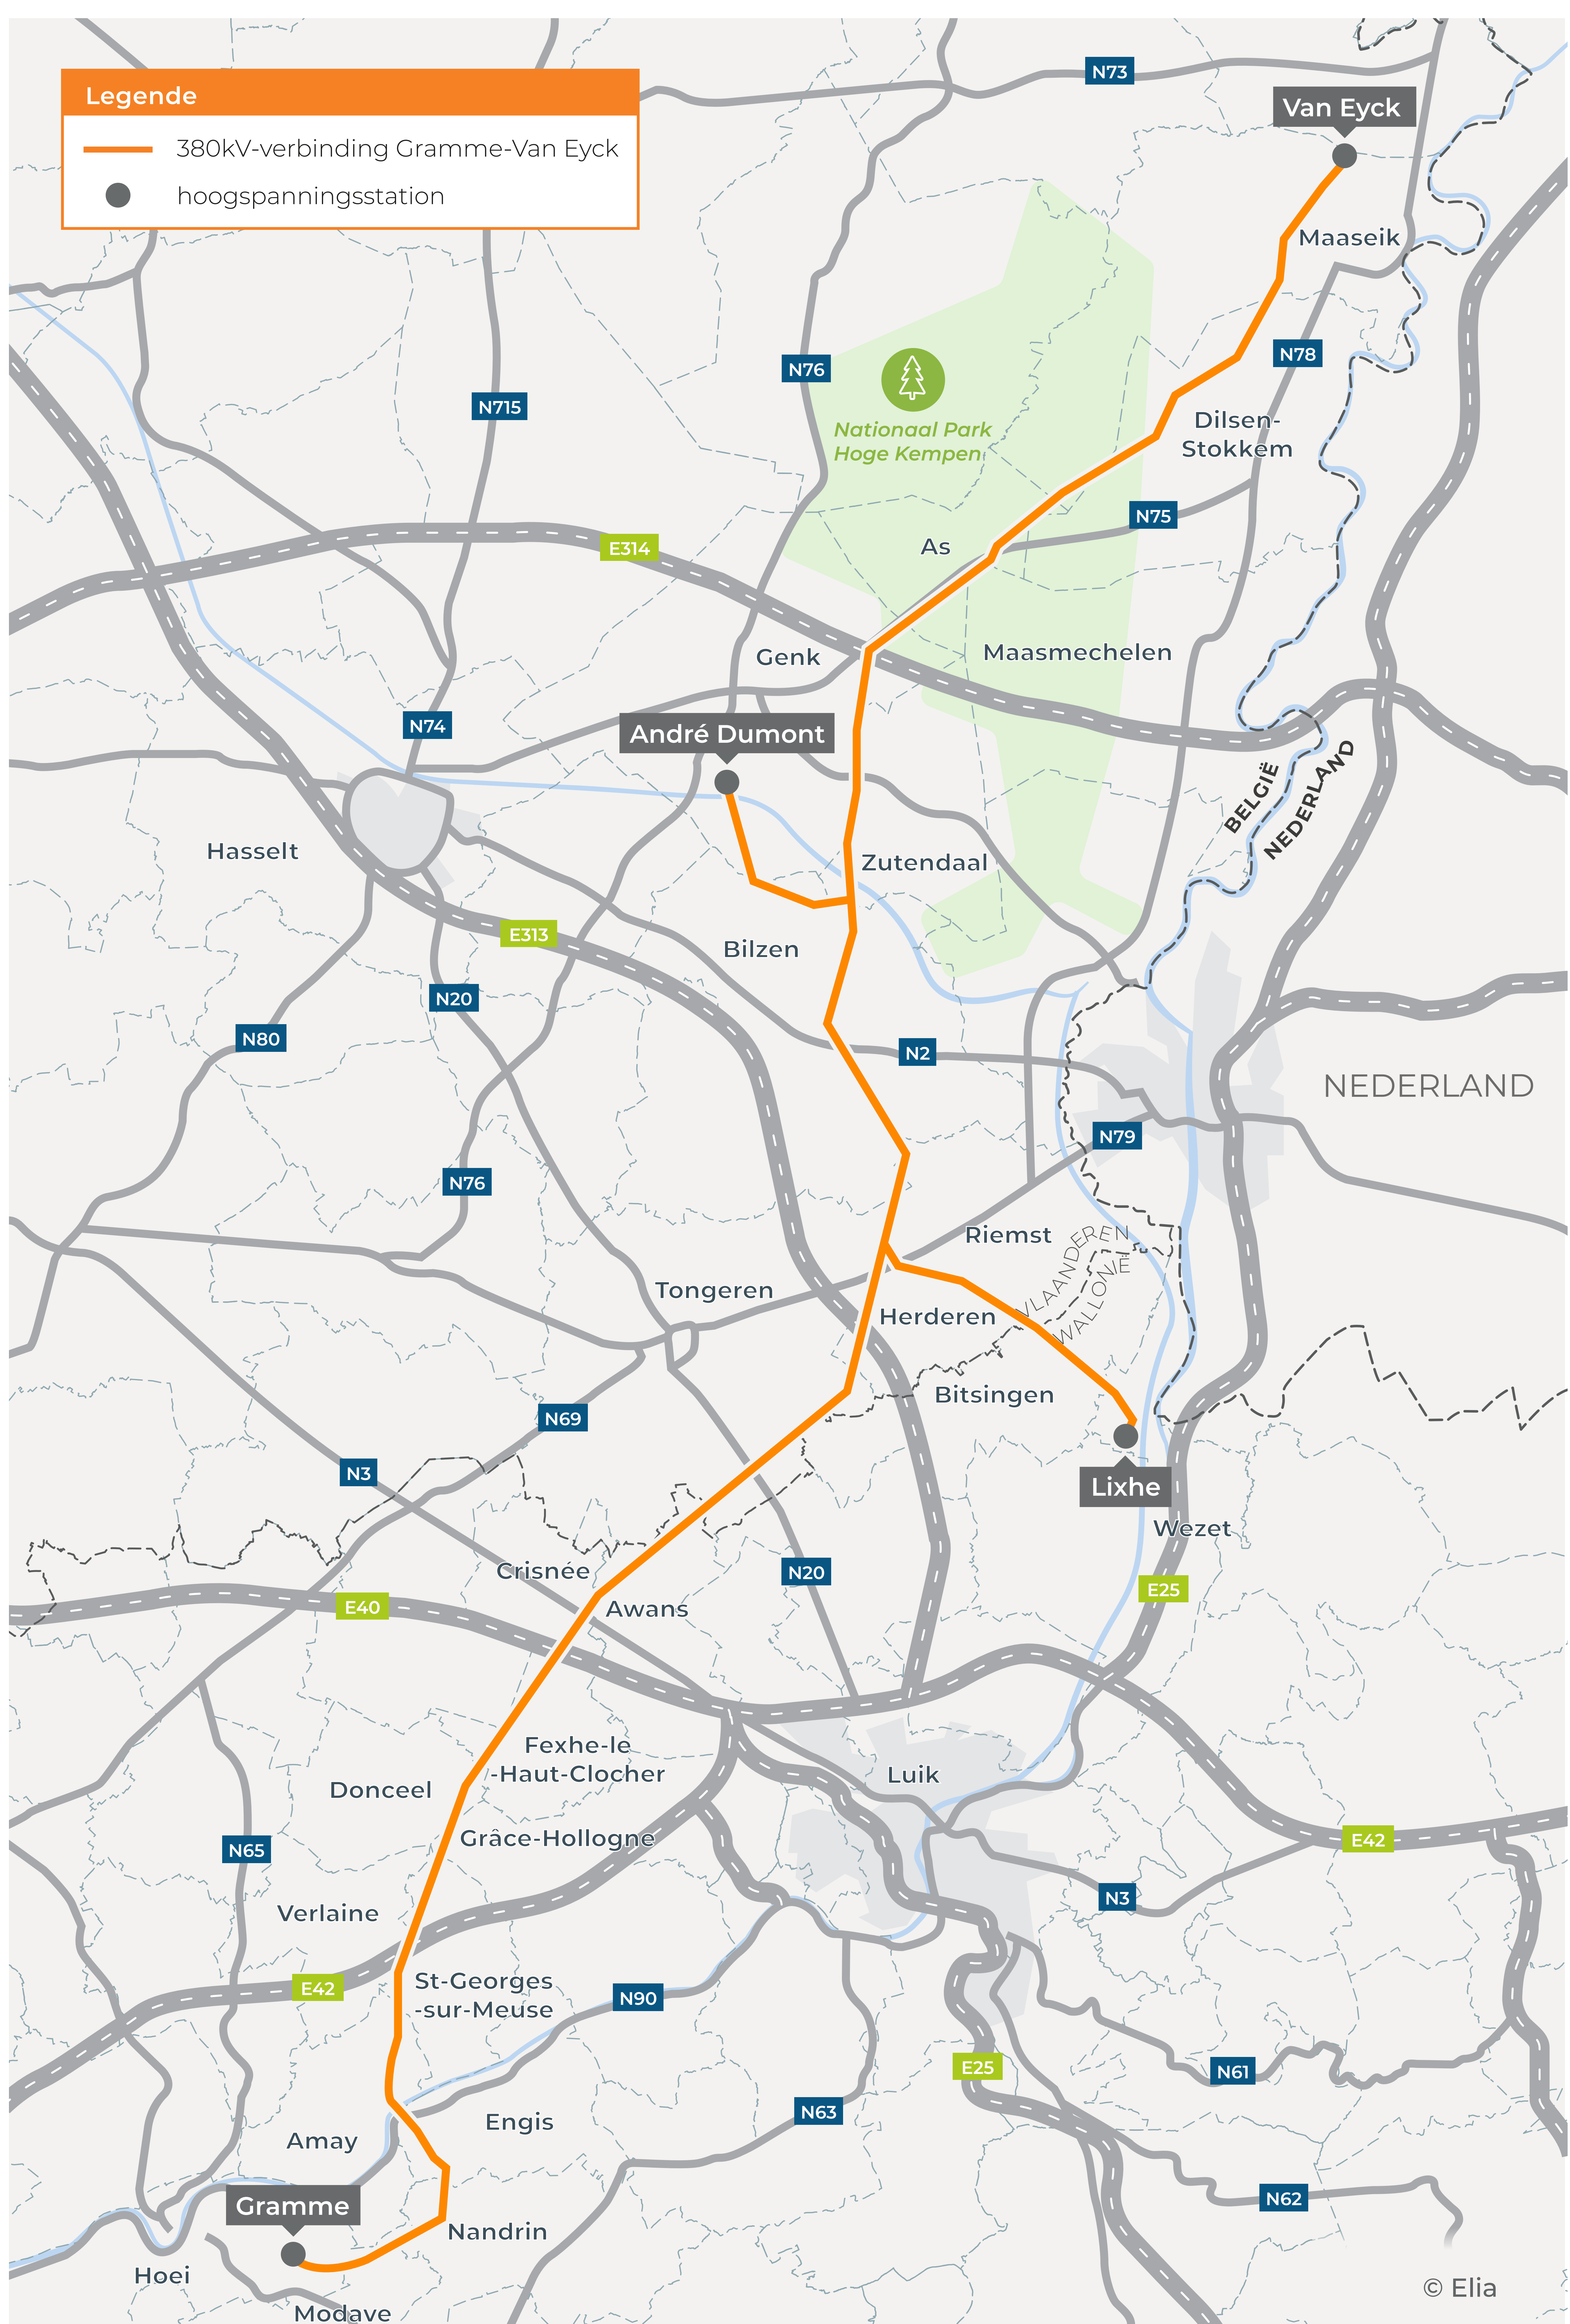 Legende
380kV-verbinding Gramme-Van Eyck
hoogspanningsstation
N73
Van Eyck
Maaseik
N78
N76
N715
Nationaal Park
Hoge Kempen
Dilsen-
Stokkem
N75
E314
As
Genk
Maasmechelen
N74
André Dumont
BELGIË
NEDERLAND
Hasselt
Zutendaal
E313
Bilzen
N20
N80
N2
NEDERLAND
N79
N76
Riemst
VLAANDEREN
WALLONIË
Tongeren
Herderen
Bitsingen
N69
N3
Lixhe
Wezet
Crisnée
N20
E25
E40
Awans
Fexhe-le
-Haut-Clocher
Luik
Donceel
Grâce-Hollogne
E42
N65
N3
Verlaine
St-Georges
-sur-Meuse
E42
N90
E25
N61
N63
Engis
Amay
N62
Gramme
Nandrin
Hoei
Modave
© Elia